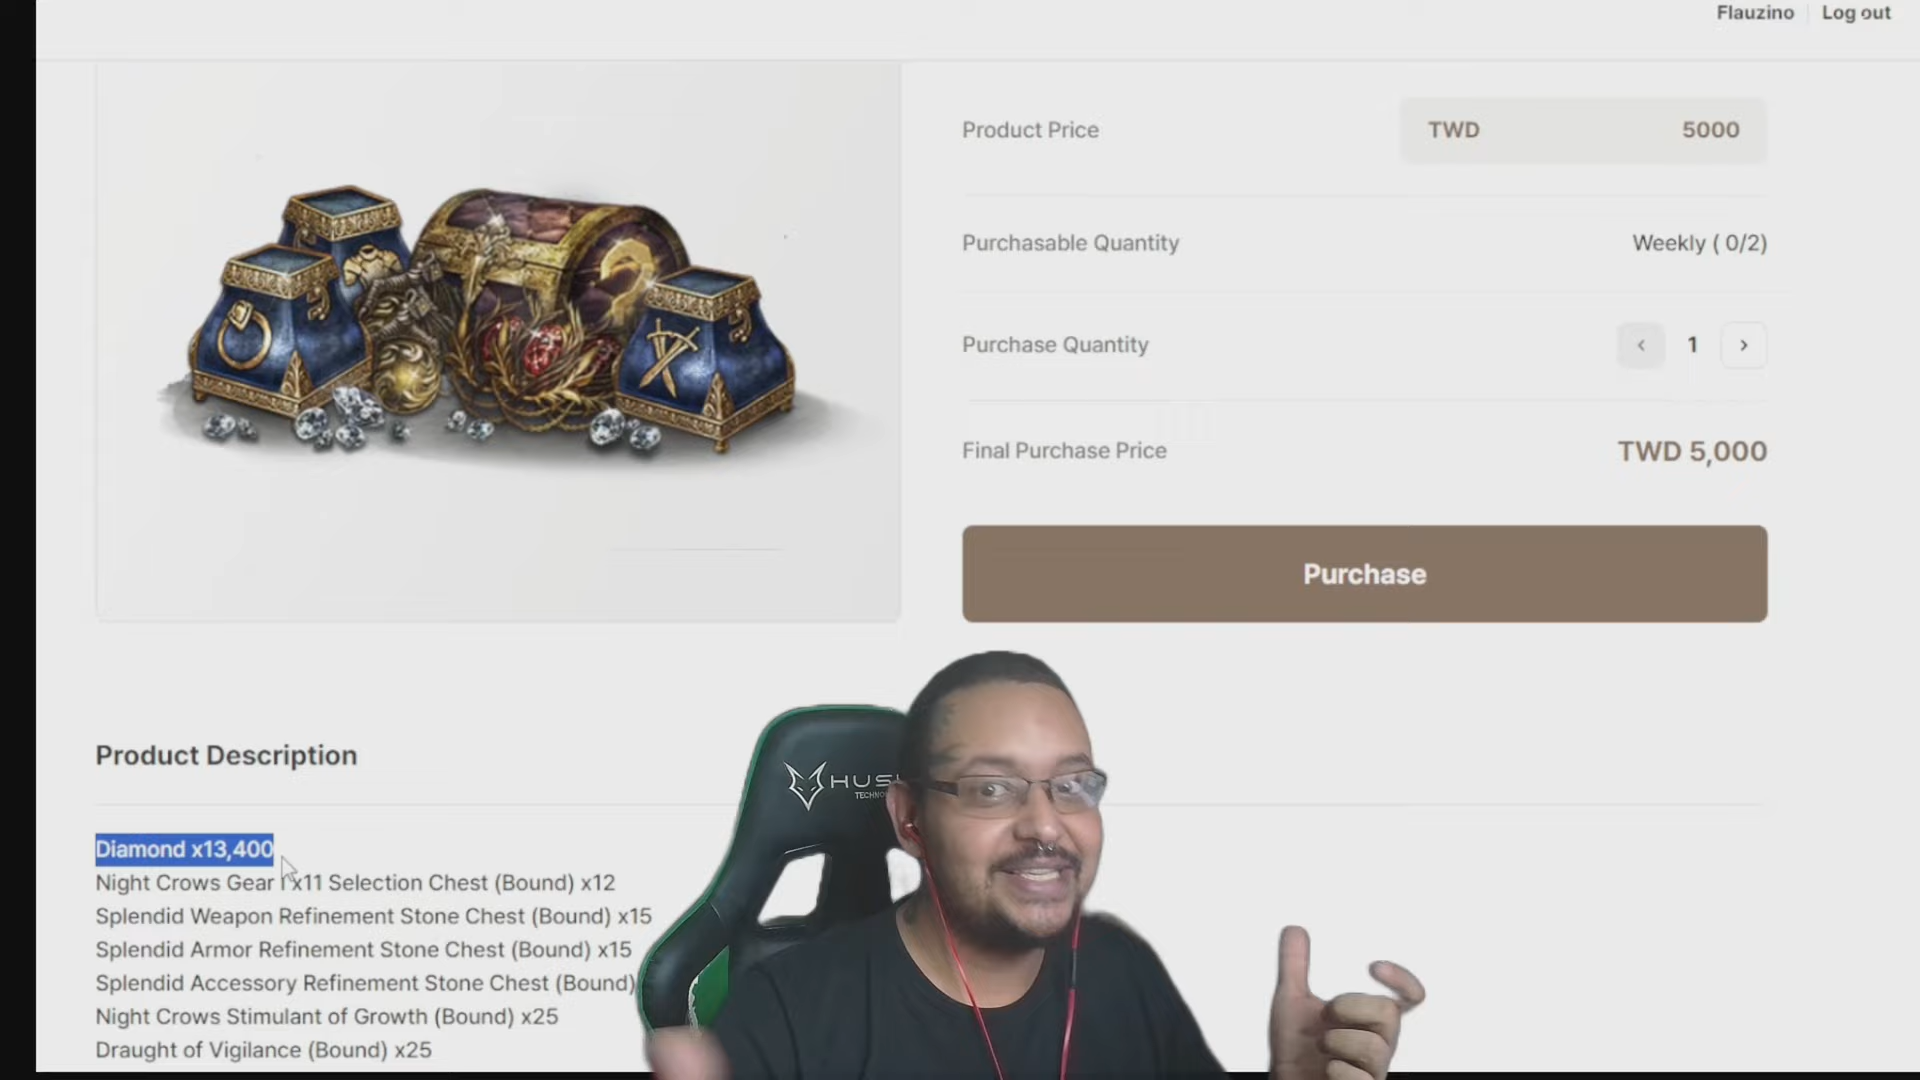 Flauzino Log out
Product Price TWD 5000
Purchasable Quantity Weekly ( 0/2)
Purchase Quantity 1
Final Purchase Price TWD 5,000
Purchase
Product Description
HUS
Diamond x13,400
Night Crows Gear I x11 Selection Chest (Bound) x12
Splendid Weapon Refinement Stone Chest (Bound) x15
Splendid Armor Refinement Stone Chest (Bound) x15
Splendid Accessory Refinement Stone Chest (Bound)
Night Crows Stimulant of Growth (Bound) x25
Draught of Vigilance (Bound) x25